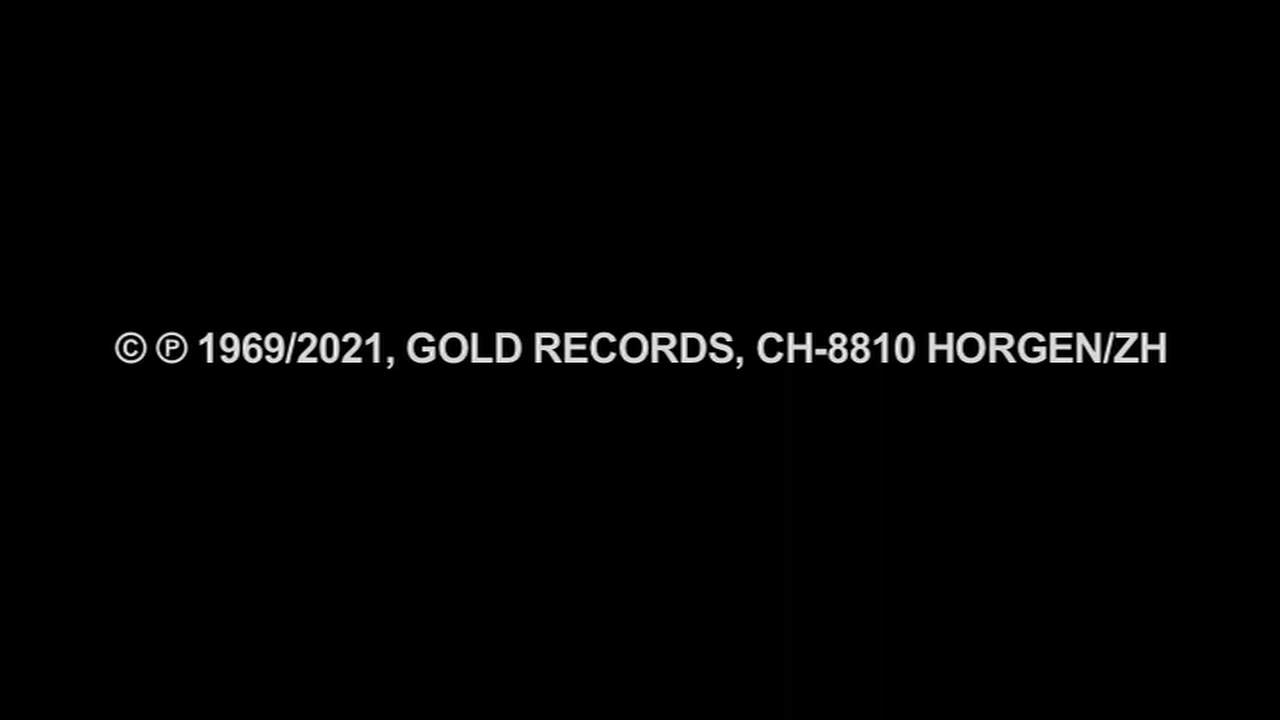 © ℗ 1969/2021, GOLD RECORDS, CH-8810 HORGEN/ZH